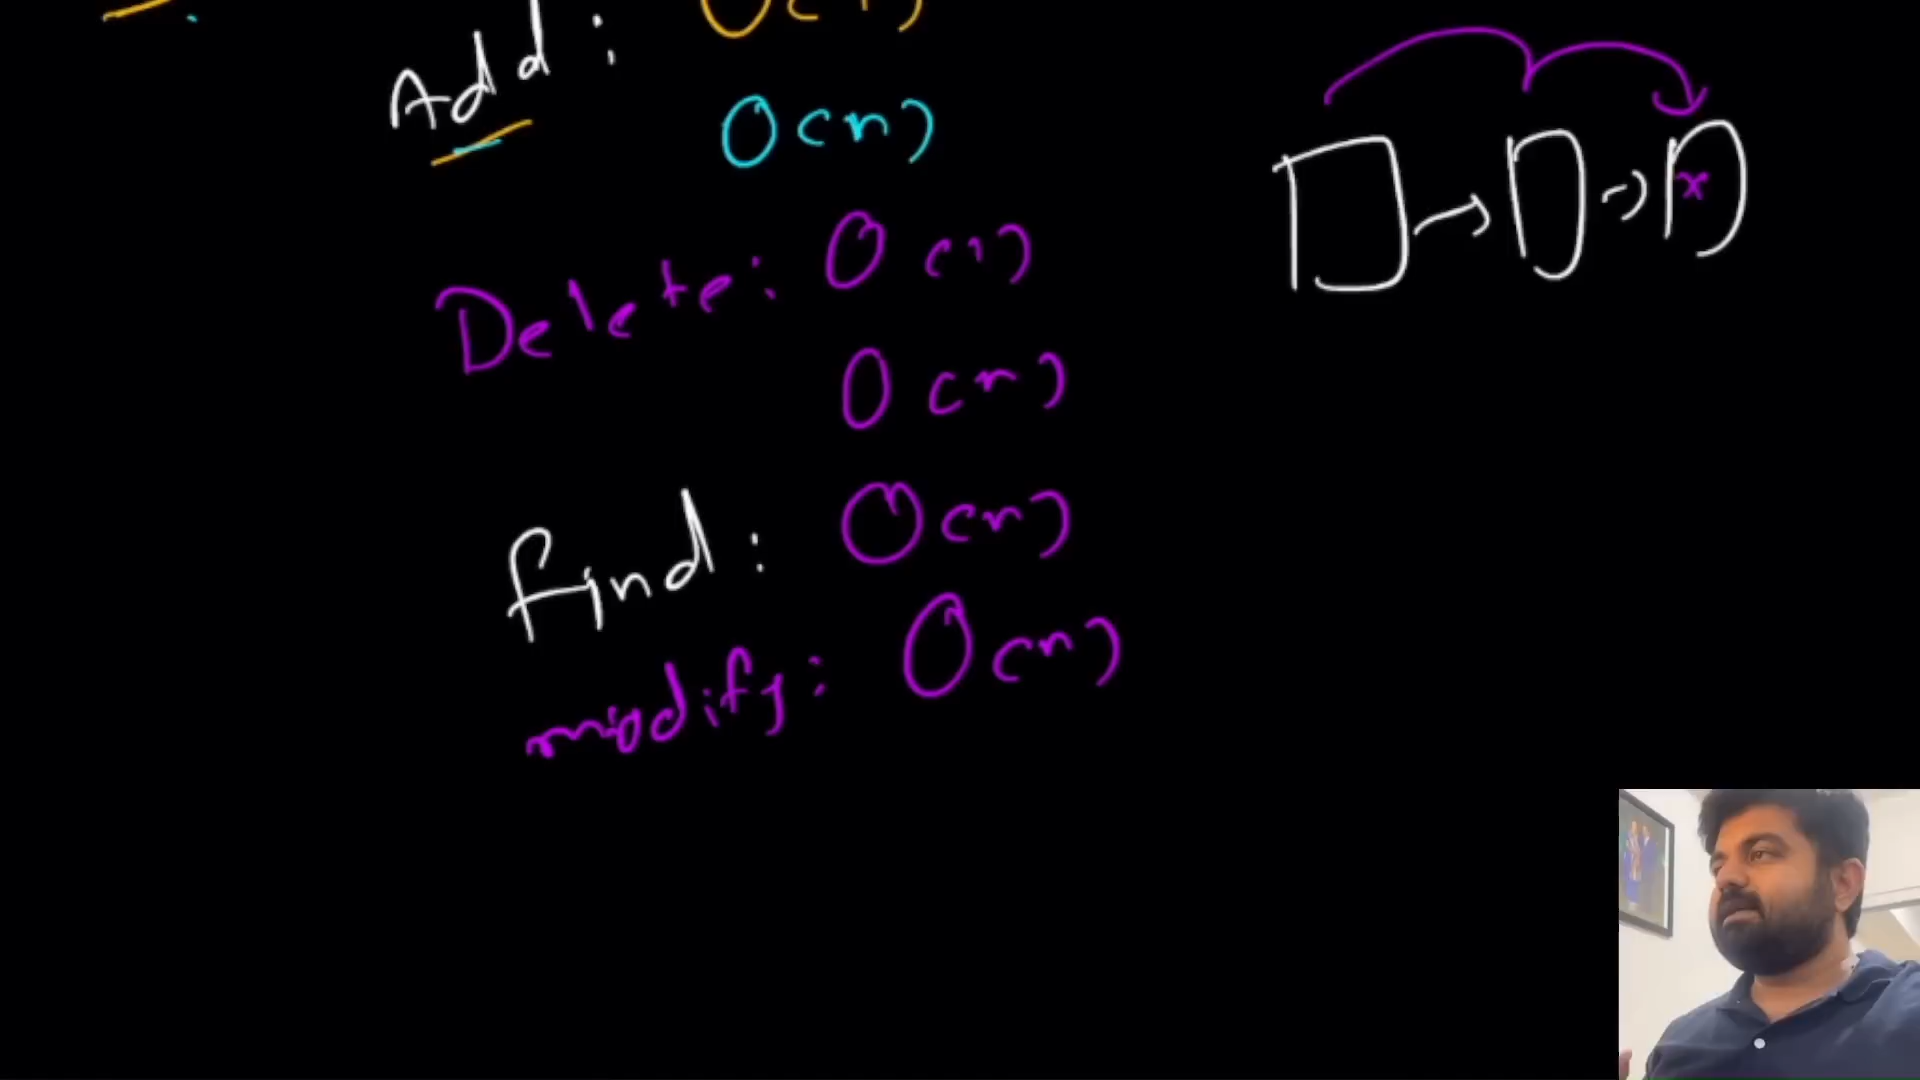 Add: O(1)
O(n)
Delete: O(1)
O(n)
x
find: O(n)
modify: O(n)